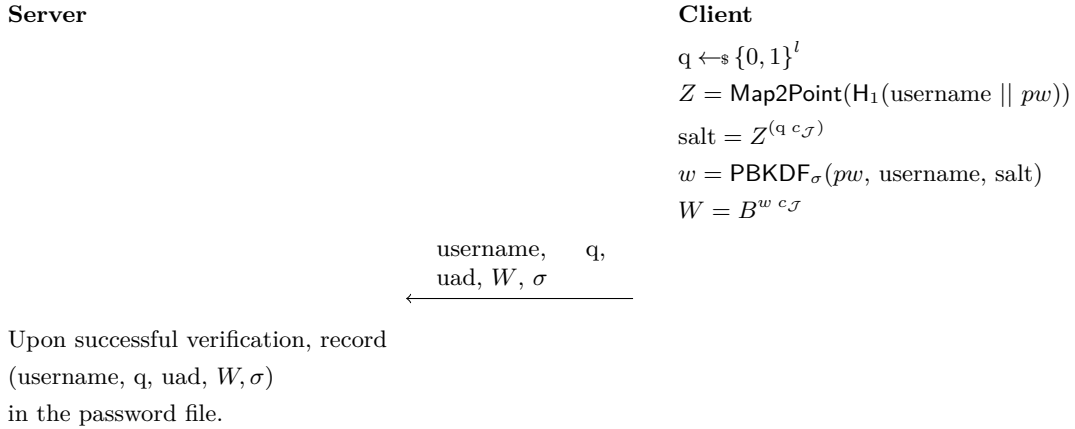 Server Client
q ←$ {0, 1}^l
Z = Map2Point(H₁(username || pw))
salt = Z^(q c_𝒥)
w = PBKDF_σ(pw, username, salt)
W = B^w c_𝒥
username, q,
uad, W, σ
Upon successful verification, record
(username, q, uad, W, σ)
in the password file.